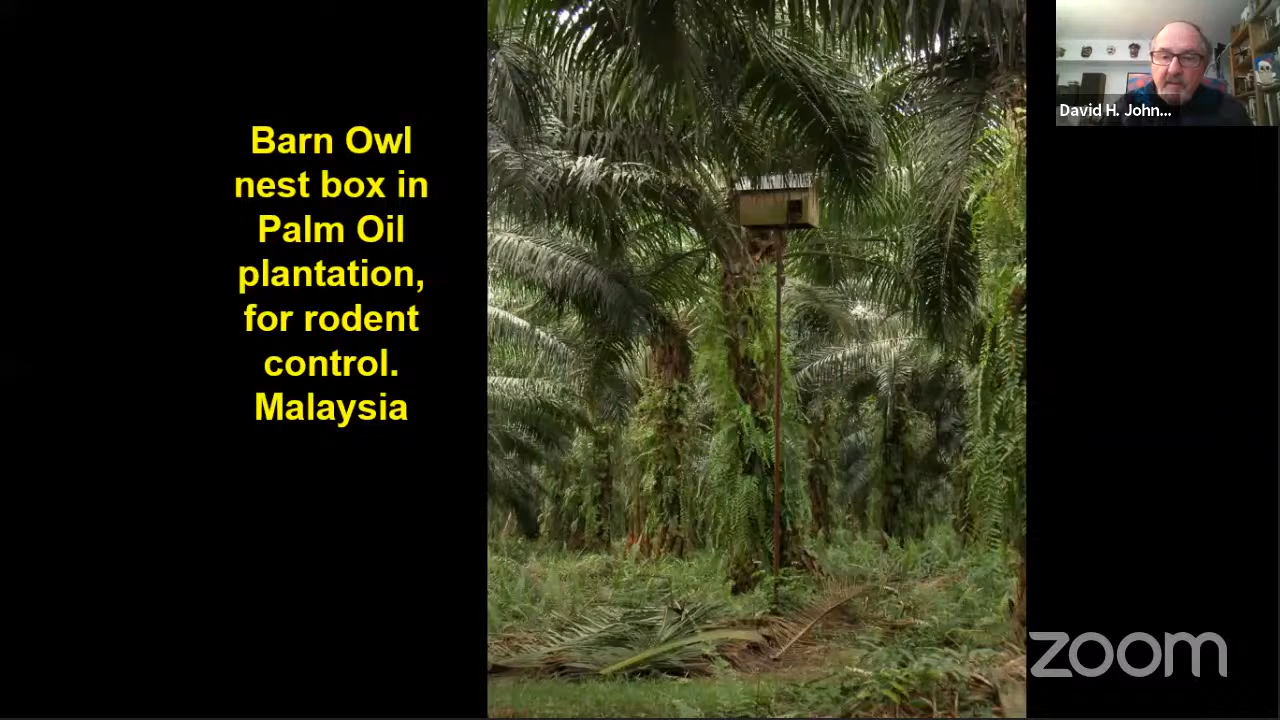 Barn Owl
nest box in
Palm Oil
plantation,
for rodent
control.
Malaysia
David H. John...
zoom